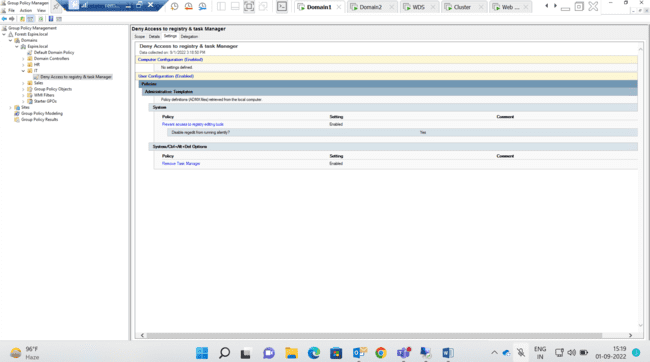 Group Policy Managen
File Action View
Domain1
Domain2
WDS
Cluster
Web ...
Group Policy Management
Forest: Expire.local
Domains
Expire.local
Default Domain Policy
Domain Controllers
HR
IT
Deny Access to registry & task Manager
Sales
Group Policy Objects
WMI Filters
Starter GPOs
Sites
Group Policy Modeling
Group Policy Results
Deny Access to registry & task Manager
Scope Details Settings Delegation
Deny Access to registry & task Manager
Data collected on: 9/1/2022 3:16:50 PM
Computer Configuration (Enabled)
No settings defined.
User Configuration (Enabled)
Policies
Administrative Templates
Policy definitions (ADMX files) retrieved from the local computer.
System
Policy Setting Comment
Prevent access to registry editing tools Enabled
Disable regedit from running silently? Yes
System/Ctrl+Alt+Del Options
Policy Setting Comment
Remove Task Manager Enabled
96°F
Haze
ENG
IN
15:19
01-09-2022